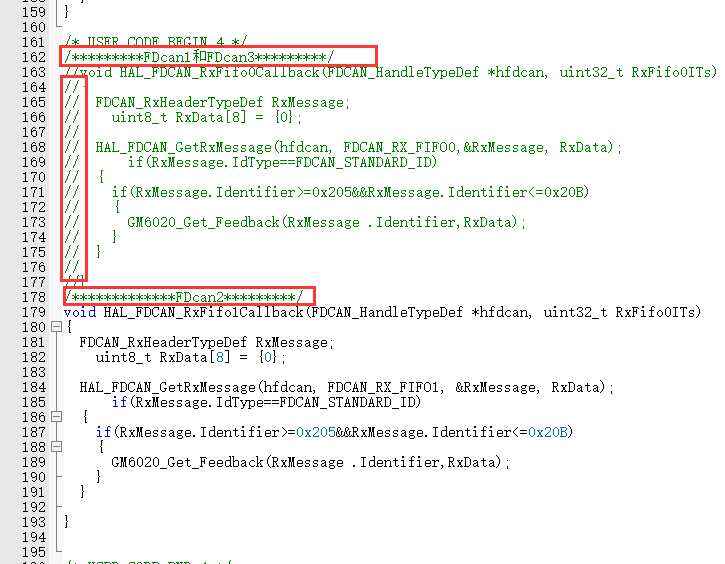 159 }
160
161 /* USER CODE BEGIN 4 */
162 /*********FDcan1和FDcan3*********/
163 //void HAL_FDCAN_RxFifo0Callback(FDCAN_HandleTypeDef *hfdcan, uint32_t RxFifo0ITs)
164 //
165 //  FDCAN_RxHeaderTypeDef RxMessage;
166 //    uint8_t RxData[8] = {0};
167 //
168 //  HAL_FDCAN_GetRxMessage(hfdcan, FDCAN_RX_FIFO0,&RxMessage, RxData);
169 //      if(RxMessage.IdType==FDCAN_STANDARD_ID)
170 //  {
171 //    if(RxMessage.Identifier>=0x205&&RxMessage.Identifier<=0x20B)
172 //    {
173 //      GM6020_Get_Feedback(RxMessage .Identifier,RxData);
174 //    }
175 //  }
176 //
177 //}
178 /*************FDcan2*********/
179 void HAL_FDCAN_RxFifo1Callback(FDCAN_HandleTypeDef *hfdcan, uint32_t RxFifo0ITs)
180 {
181   FDCAN_RxHeaderTypeDef RxMessage;
182     uint8_t RxData[8] = {0};
183
184   HAL_FDCAN_GetRxMessage(hfdcan, FDCAN_RX_FIFO1, &RxMessage, RxData);
185       if(RxMessage.IdType==FDCAN_STANDARD_ID)
186   {
187     if(RxMessage.Identifier>=0x205&&RxMessage.Identifier<=0x20B)
188     {
189       GM6020_Get_Feedback(RxMessage .Identifier,RxData);
190     }
191   }
192
193 }
194
195